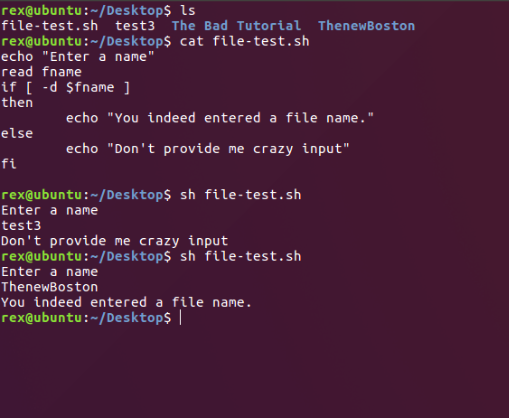 rex@ubuntu:~/Desktop$ ls
file-test.sh  test3  The Bad Tutorial  ThenewBoston
rex@ubuntu:~/Desktop$ cat file-test.sh
echo "Enter a name"
read fname
if [ -d $fname ]
then
        echo "You indeed entered a file name."
else
        echo "Don't provide me crazy input"
fi

rex@ubuntu:~/Desktop$ sh file-test.sh
Enter a name
test3
Don't provide me crazy input
rex@ubuntu:~/Desktop$ sh file-test.sh
Enter a name
ThenewBoston
You indeed entered a file name.
rex@ubuntu:~/Desktop$